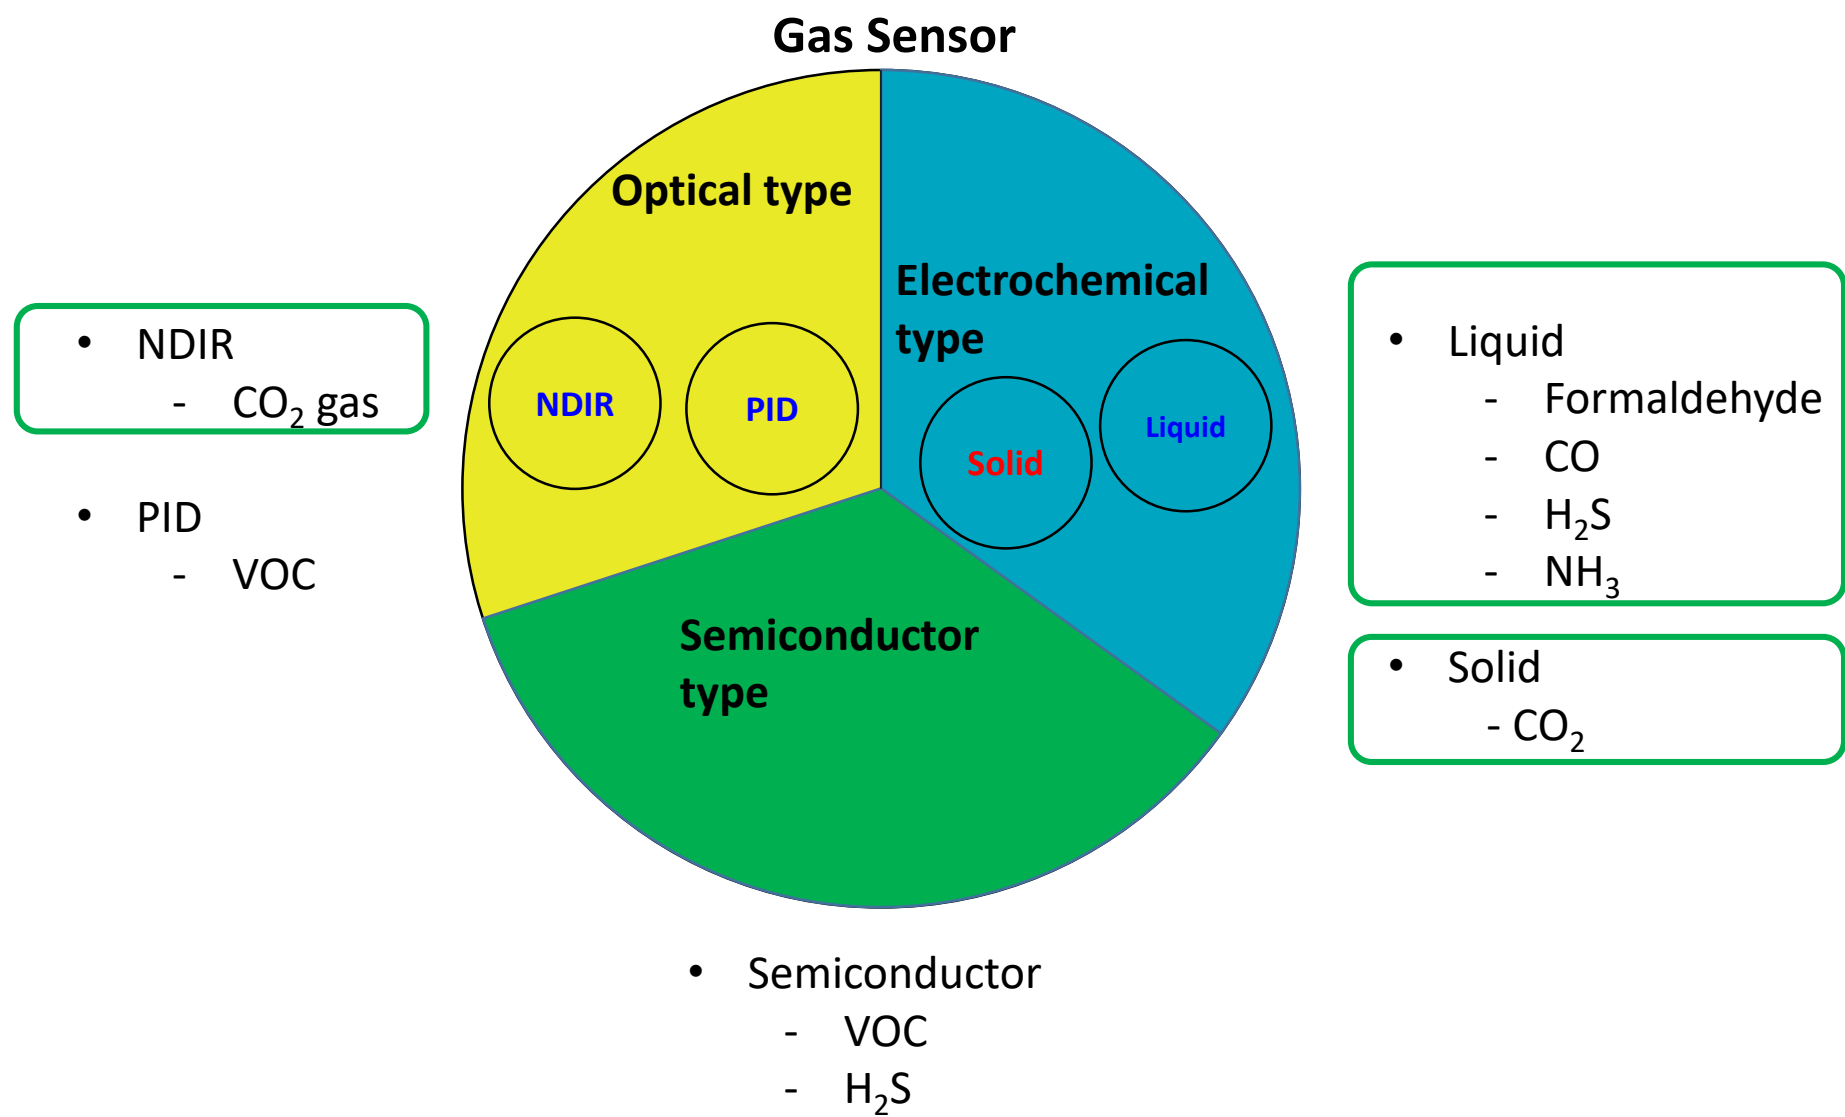 Gas Sensor
Optical type
NDIR
PID
Electrochemical
type
Solid
Liquid
Semiconductor
type
• NDIR
- CO₂ gas
• PID
- VOC
• Liquid
- Formaldehyde
- CO
- H₂S
- NH₃
• Solid
- CO₂
• Semiconductor
- VOC
- H₂S